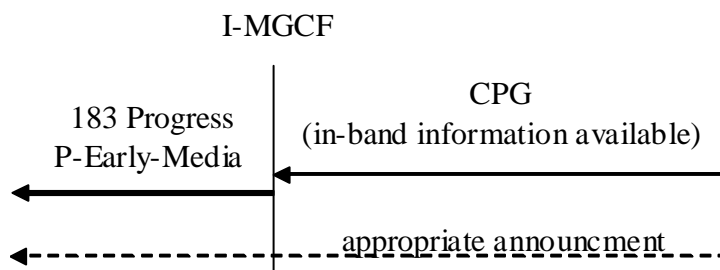 I-MGCF
183 Progress
P-Early-Media
CPG
(in-band information available)
appropriate announcment